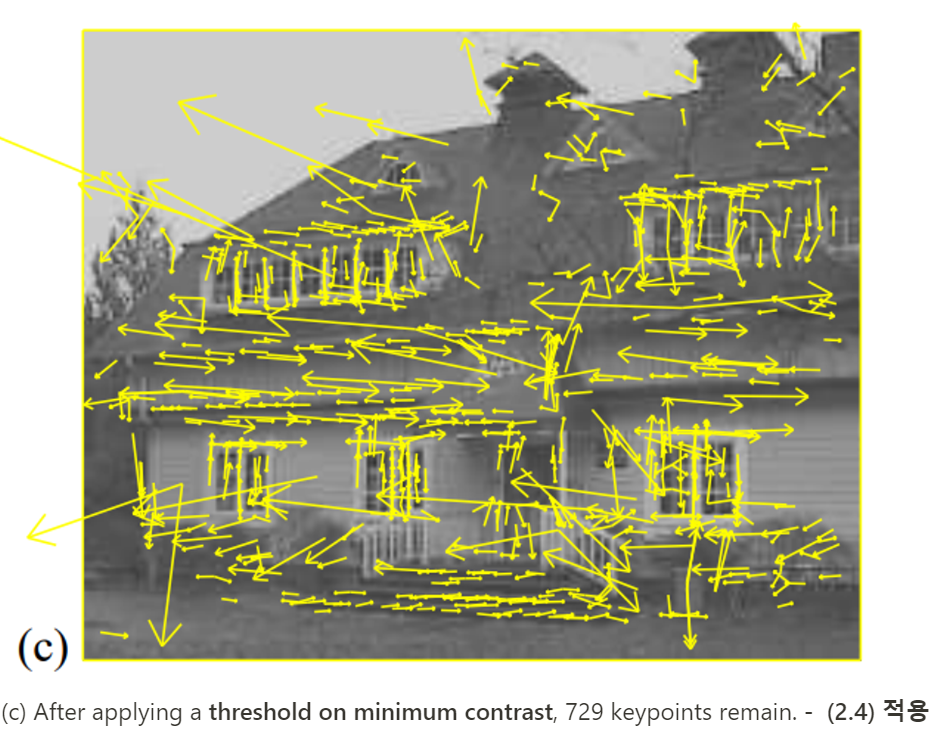 (c)
(c) After applying a threshold on minimum contrast, 729 keypoints remain. - (2.4) 적용